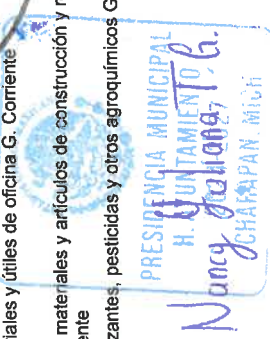 iales y útiles de oficina G. Corriente
materiales y artículos de construcción y r
ente
zantes, pesticidas y otros agroquímicos G
PRESIDENCIA MUNICIPAL
H. AYUNTAMIENTO
Nancy Yuliana T. G.
CHARAPAN, MICH